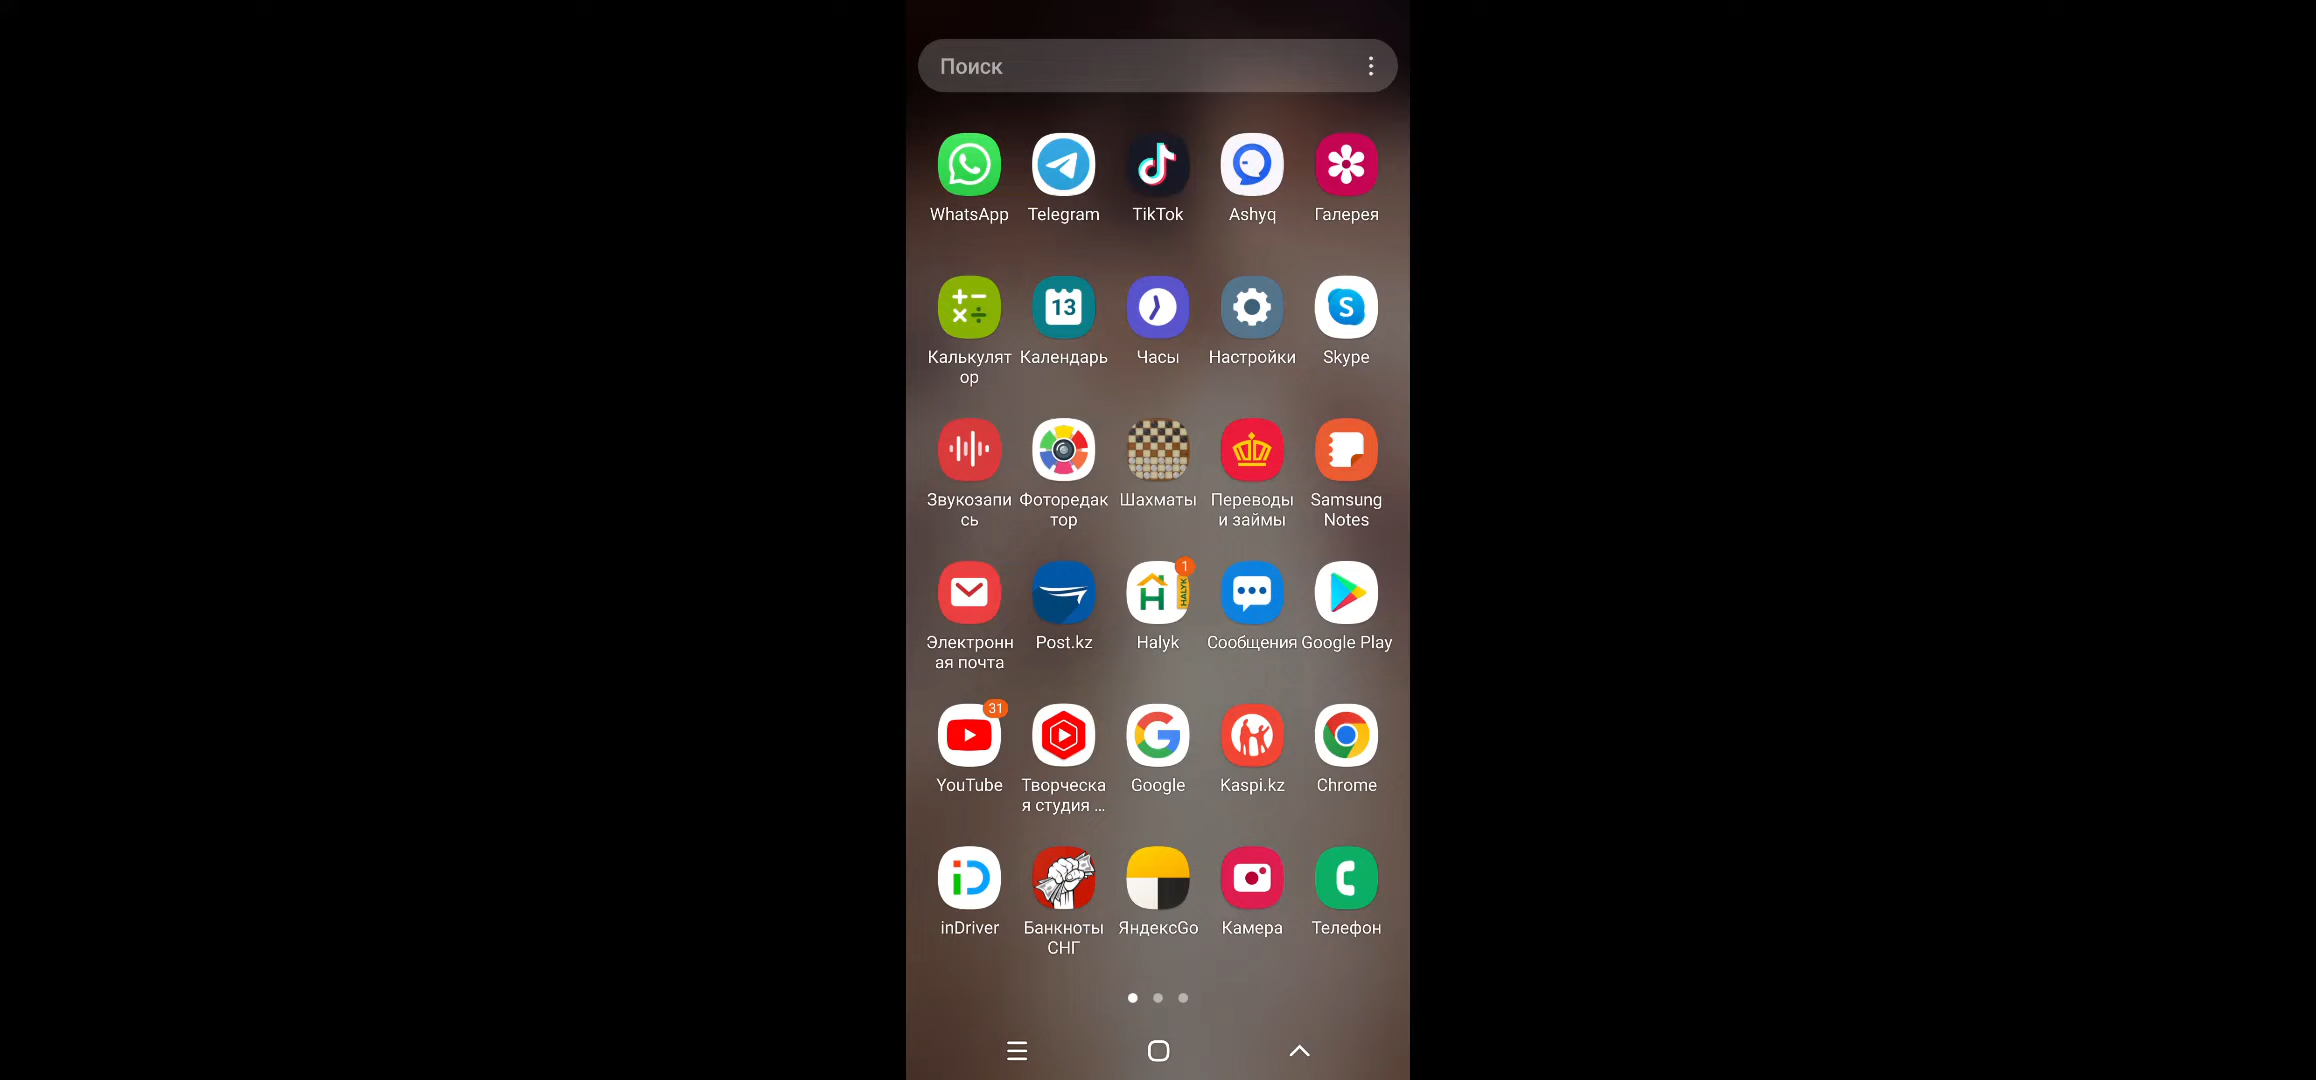 Поиск
WhatsApp Telegram TikTok Ashyq Галерея
13
S
Калькулят Календарь Часы Настройки Skype
ор
Звукозапи Фоторедак Шахматы Переводы Samsung
сь тор и займы Notes
1
HALYK
H
Электронн Post.kz Halyk Сообщения Google Play
ая почта
31
YouTube Творческа Google Kaspi.kz Chrome
я студия ...
iD
inDriver Банкноты ЯндексGo Камера Телефон
СНГ